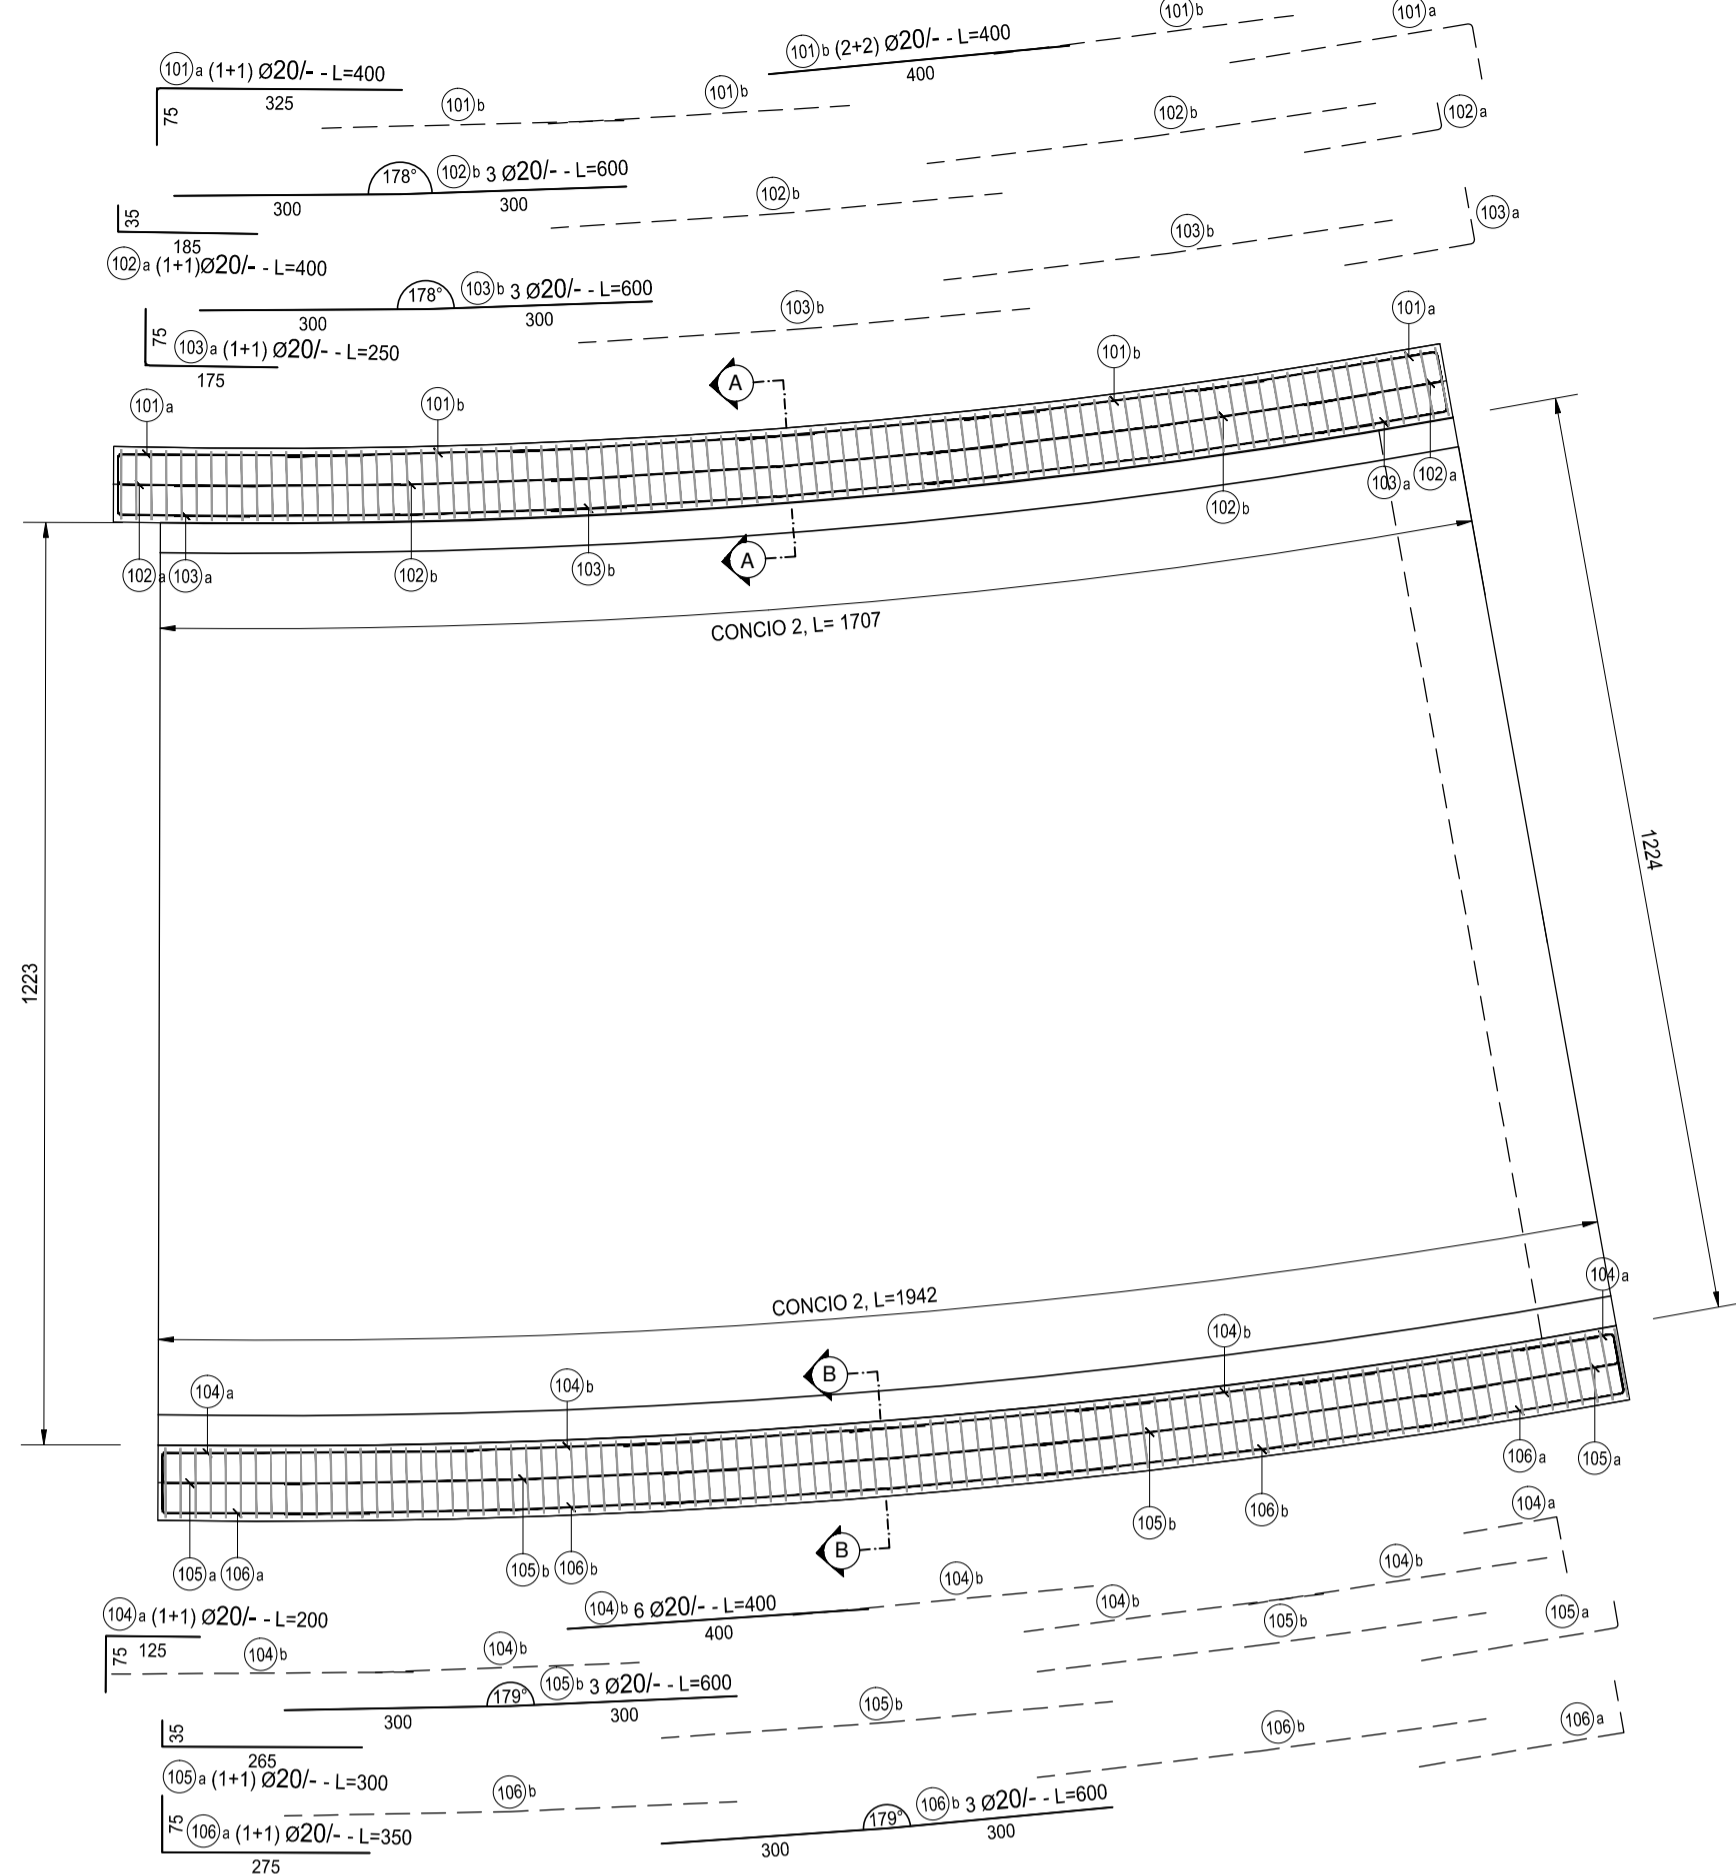 101 b
101 a
101 b (2+2) Ø20/- - L=400
400
101 a (1+1) Ø20/- - L=400
325
75
101 b
101 b
102 b
102 a
178°
102 b 3 Ø20/- - L=600
300
300
102 b
35
185
102 a (1+1)Ø20/- - L=400
103 a
103 b
178°
103 b 3 Ø20/- - L=600
300
300
103 b
75
103 a (1+1) Ø20/- - L=250
175
101 a
101 b
A
101 a
101 b
102 a
103 a
102 b
A
102 a
103 a
102 b
103 b
CONCIO 2, L= 1707
1224
1223
CONCIO 2, L=1942
104 a
104 b
B
104 a
104 b
106 a
105 a
105 b
106 b
104 a
B
105 a
106 a
105 b
106 b
104 b
104 b
104 a (1+1) Ø20/- - L=200
75
125
104 b 6 Ø20/- - L=400
400
104 b
104 b
104 b
105 b
105 a
179°
105 b 3 Ø20/- - L=600
300
300
105 b
35
265
105 a (1+1) Ø20/- - L=300
106 b
106 a
75
106 a (1+1) Ø20/- - L=350
275
106 b
179°
106 b 3 Ø20/- - L=600
300
300